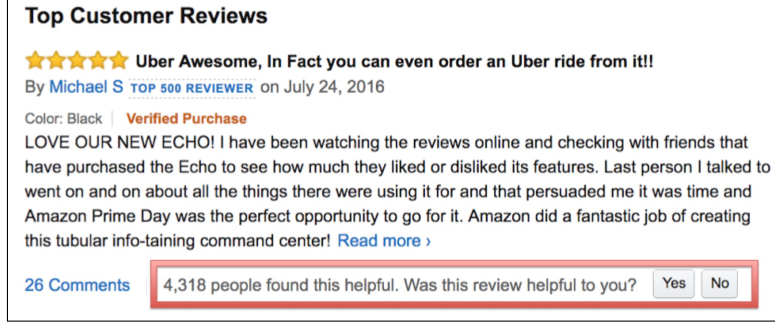 Top Customer Reviews
Uber Awesome, In Fact you can even order an Uber ride from it!!
By Michael S TOP 500 REVIEWER on July 24, 2016
Color: Black Verified Purchase
LOVE OUR NEW ECHO! I have been watching the reviews online and checking with friends that
have purchased the Echo to see how much they liked or disliked its features. Last person I talked to
went on and on about all the things there were using it for and that persuaded me it was time and
Amazon Prime Day was the perfect opportunity to go for it. Amazon did a fantastic job of creating
this tubular info-taining command center! Read more ›
26 Comments 4,318 people found this helpful. Was this review helpful to you? Yes No